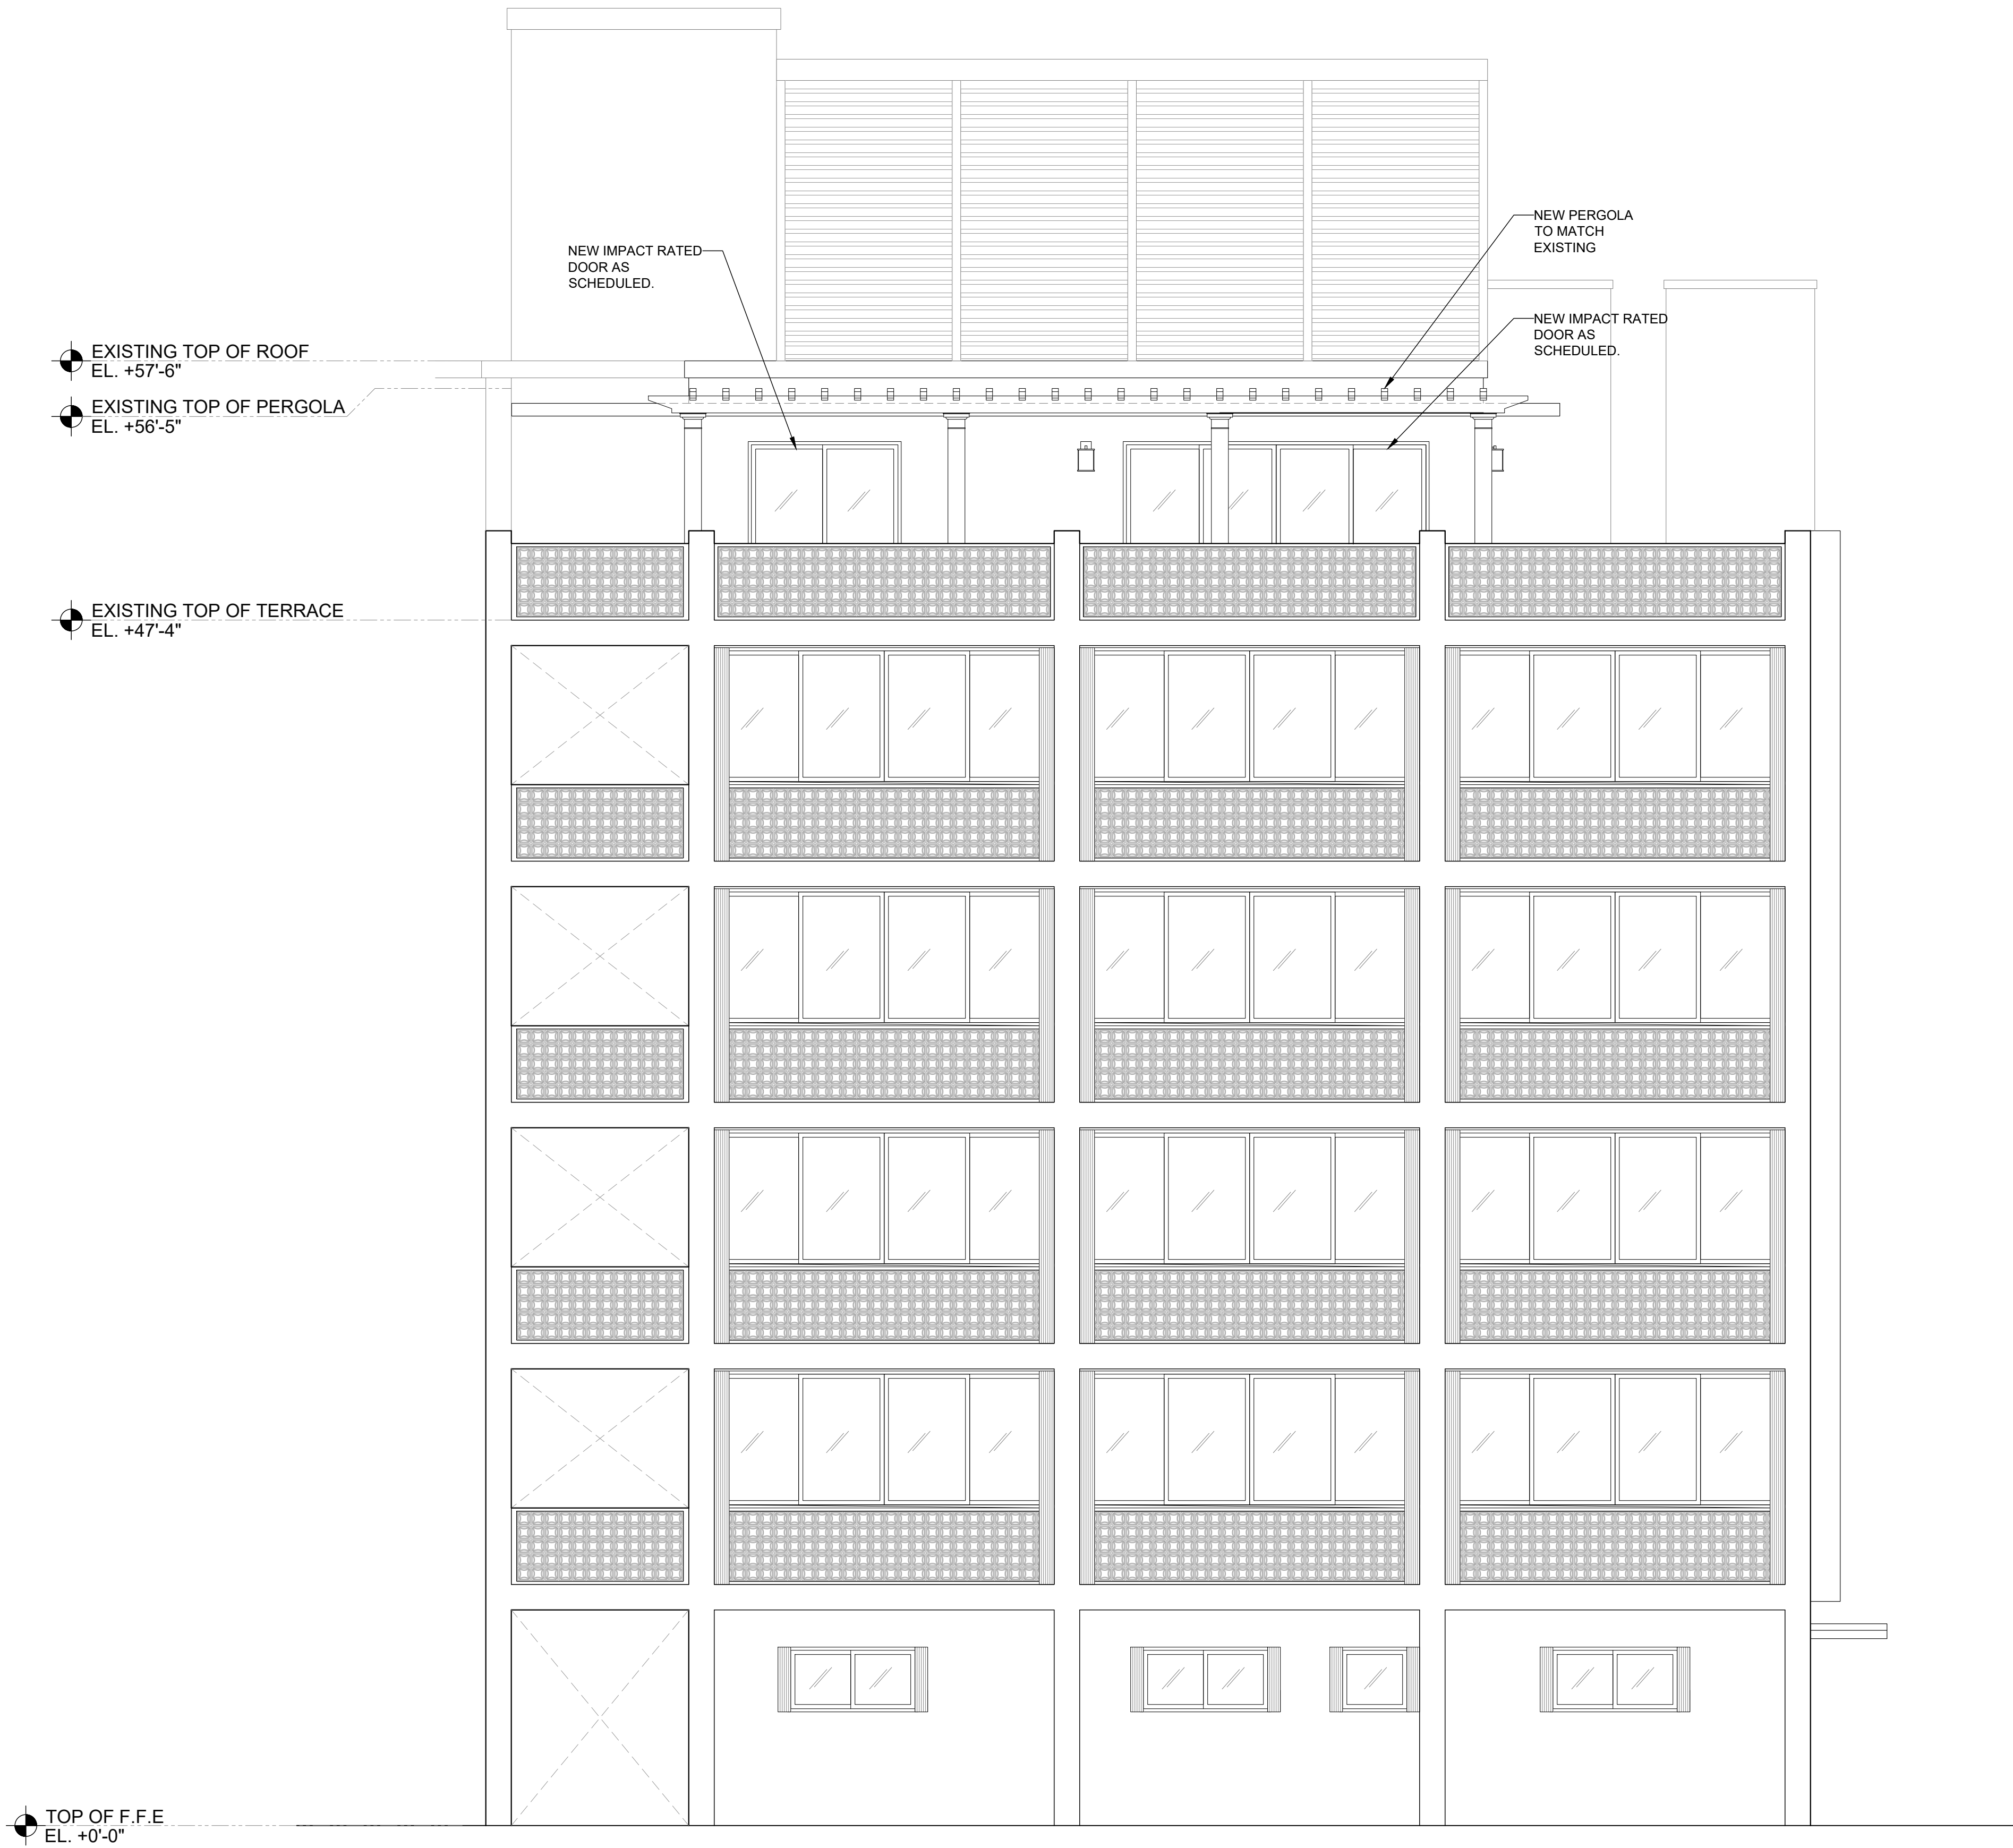 NEW PERGOLA
TO MATCH
EXISTING
NEW IMPACT RATED
DOOR AS
SCHEDULED.
NEW IMPACT RATED
DOOR AS
SCHEDULED.
EXISTING TOP OF ROOF
EL. +57'-6"
EXISTING TOP OF PERGOLA
EL. +56'-5"
EXISTING TOP OF TERRACE
EL. +47'-4"
TOP OF F.F.E
EL. +0'-0"